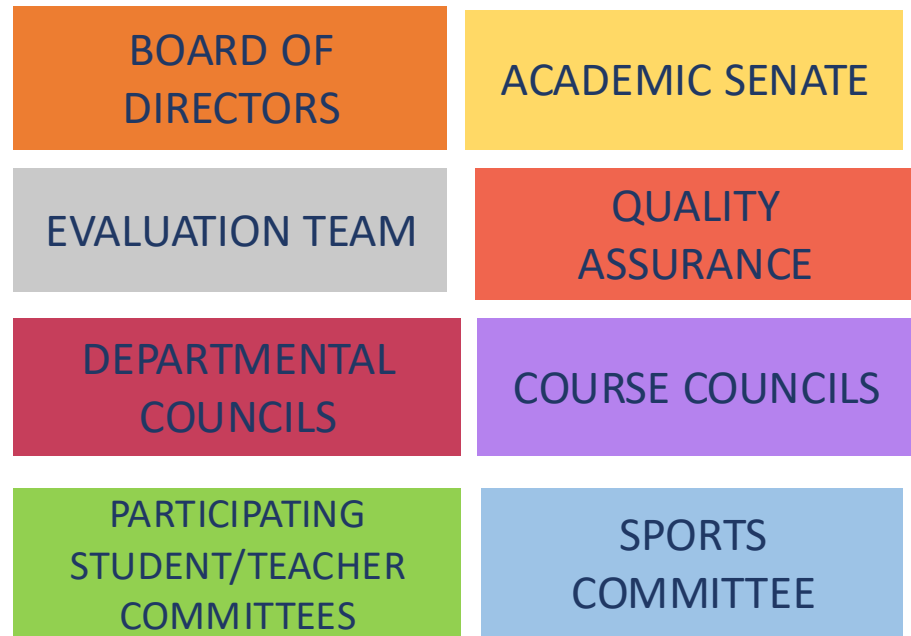 BOARD OF
DIRECTORS
ACADEMIC SENATE
EVALUATION TEAM
QUALITY
ASSURANCE
DEPARTMENTAL
COUNCILS
COURSE COUNCILS
PARTICIPATING
STUDENT/TEACHER
COMMITTEES
SPORTS
COMMITTEE